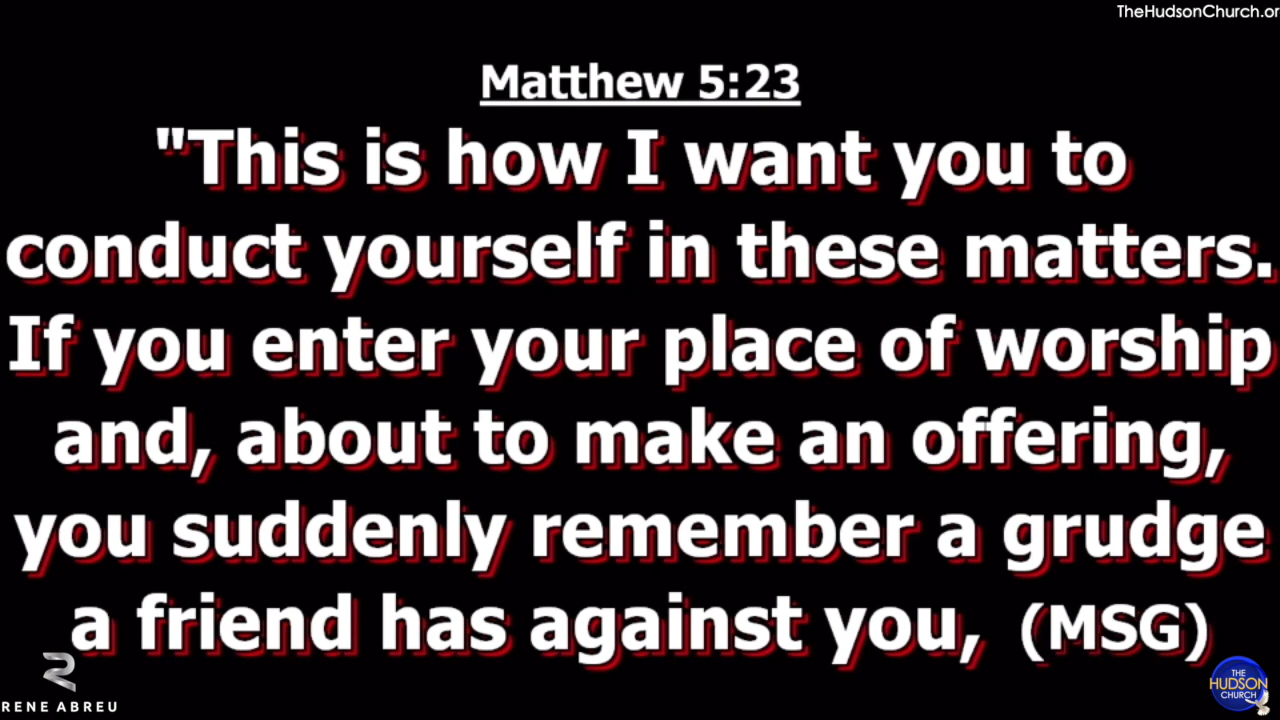 TheHudsonChurch.or
Matthew 5:23
"This is how I want you to
conduct yourself in these matters.
If you enter your place of worship
and, about to make an offering,
you suddenly remember a grudge
a friend has against you, (MSG)
RENE ABREU
THE
HUDSON
CHURCH